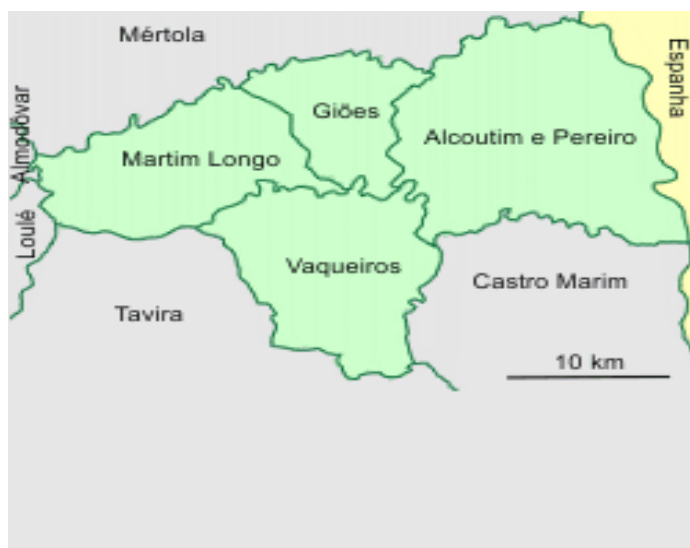 Mértola
Espanha
Giões
Almodôvar
Alcoutim e Pereiro
Martim Longo
Loulé
Vaqueiros
Castro Marim
Tavira
10 km